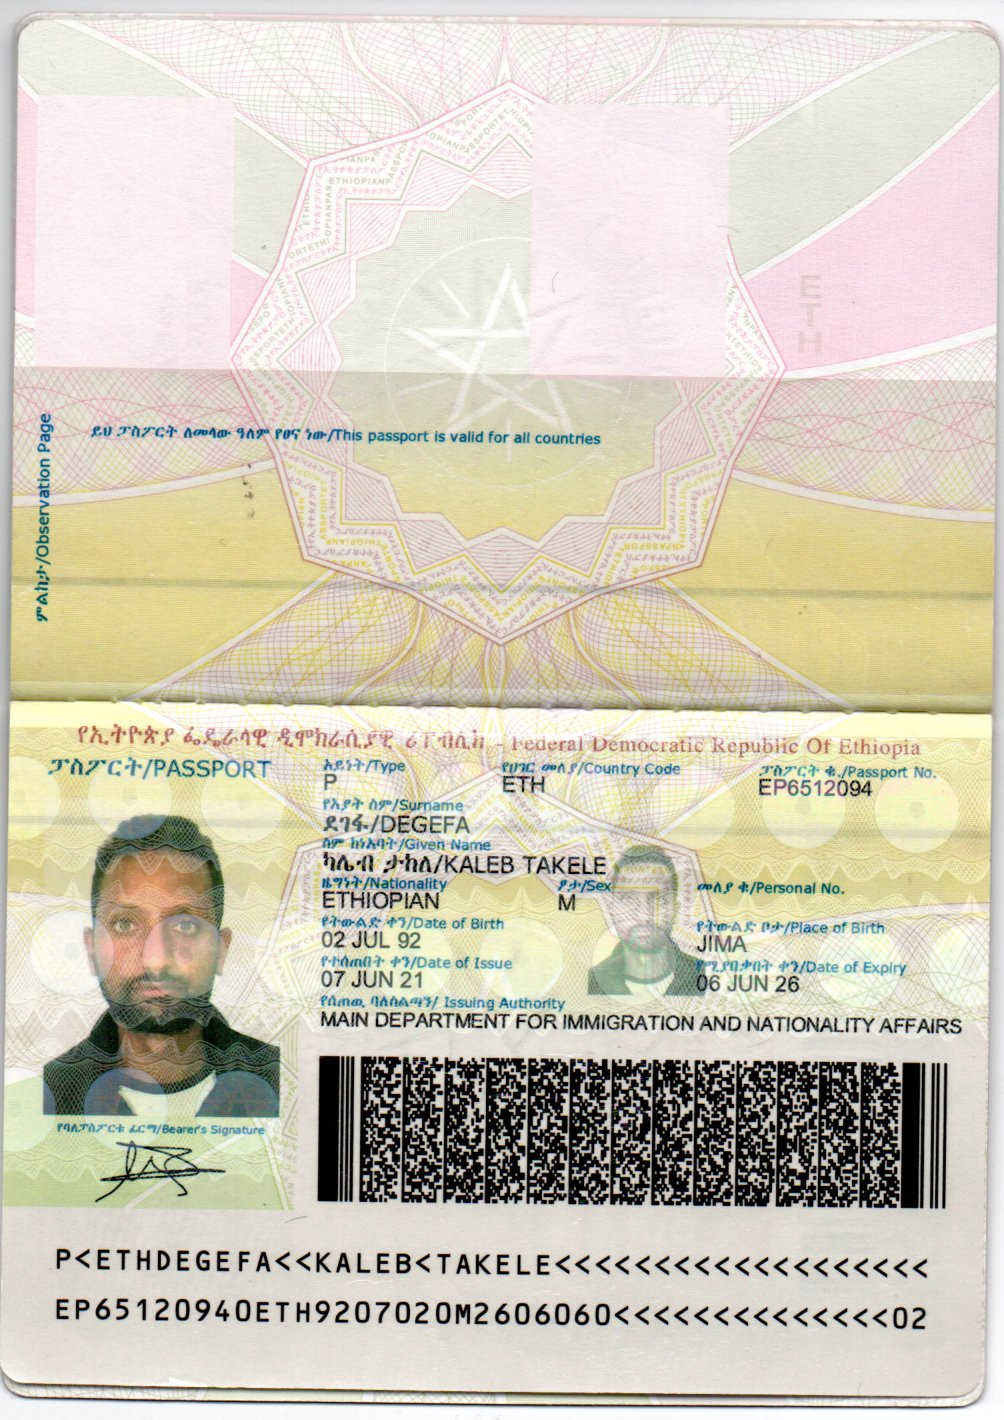 ምልከታ/Observation Page
ይህ ፓስፖርት ለመላው ዓለም የፀና ነው/This passport is valid for all countries
ETH
የኢትዮጵያ ፌዴራላዊ ዲሞክራሲያዊ ሪፐብሊክ - Federal Democratic Republic Of Ethiopia
ፓስፖርት/PASSPORT
ዓይነት/Type
የሀገር መለያ/Country Code
ፓስፖርት ቁ./Passport No.
P
ETH
EP6512094
የአያት ስም/Surname
ደገፋ/DEGEFA
ስም ከነአባት/Given Name
ካሌብ ታከለ/KALEB TAKELE
ዜግነት/Nationality
ፆታ/Sex
መለያ ቁ/Personal No.
ETHIOPIAN
M
የትውልድ ቀን/Date of Birth
የትውልድ ቦታ/Place of Birth
02 JUL 92
JIMA
የተሰጠበት ቀን/Date of Issue
የሚያበቃበት ቀን/Date of Expiry
07 JUN 21
06 JUN 26
የሰጠው ባለስልጣን/ Issuing Authority
MAIN DEPARTMENT FOR IMMIGRATION AND NATIONALITY AFFAIRS
የባለፓስፖርቱ ፊርማ/Bearer's Signature
P<ETHDEGEFA<<KALEB<TAKELE<<<<<<<<<<<<<<<<<<<
EP65120940ETH9207020M2606060<<<<<<<<<<<<<<02